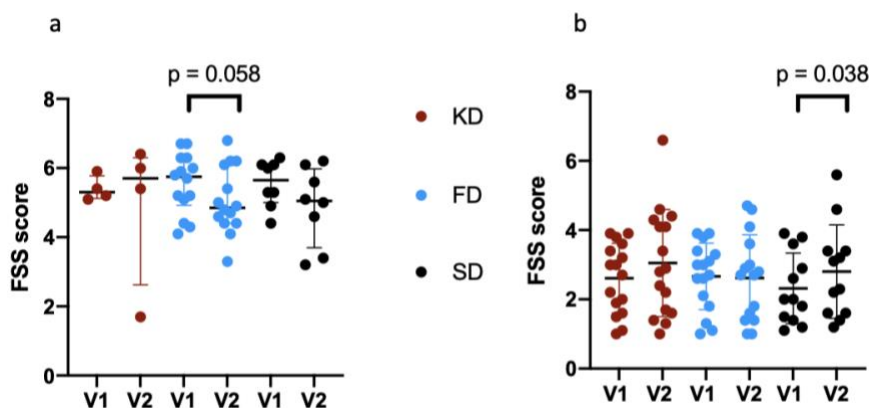 a
p = 0.058
FSS score
8
6
4
2
0
V1 V2 V1 V2 V1 V2
KD
FD
SD
b
p = 0.038
FSS score
8
6
4
2
0
V1 V2 V1 V2 V1 V2